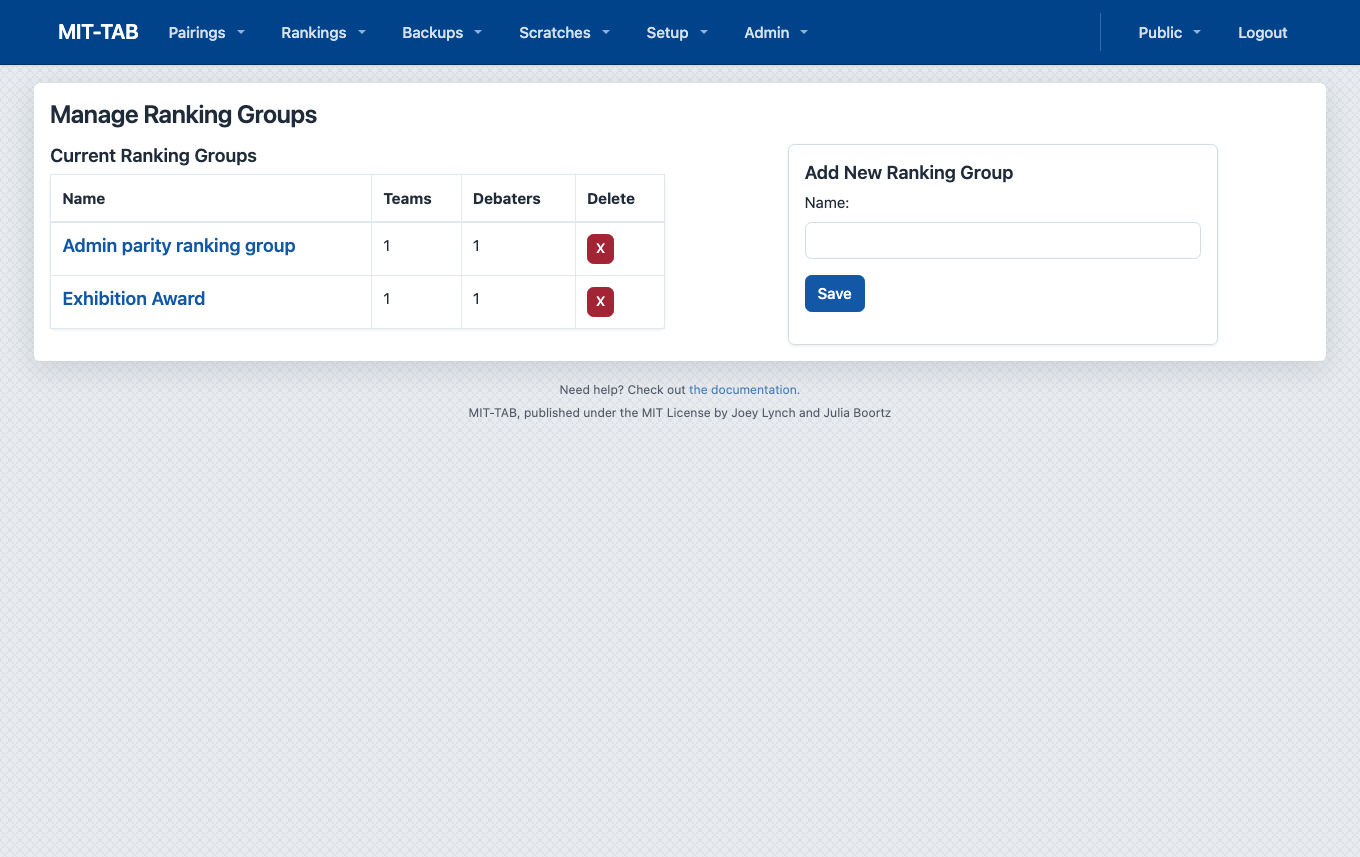 MIT-TAB Pairings Rankings Backups Scratches Setup Admin Public Logout
Manage Ranking Groups
Current Ranking Groups
Name Teams Debaters Delete
Admin parity ranking group 1 1 X
Exhibition Award 1 1 X
Add New Ranking Group
Name:
Save
Need help? Check out the documentation.
MIT-TAB, published under the MIT License by Joey Lynch and Julia Boortz